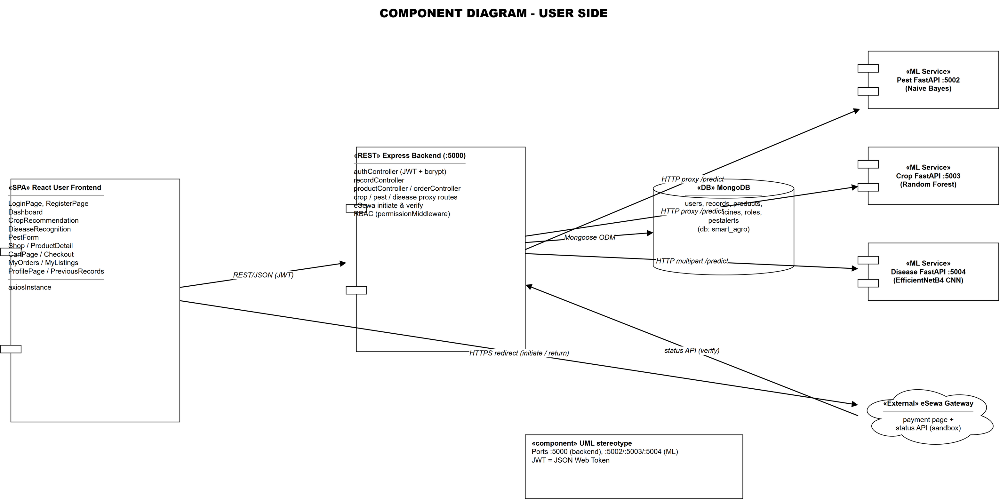 COMPONENT DIAGRAM - USER SIDE
«ML Service»
Pest FastAPI :5002
(Naive Bayes)
«REST» Express Backend (:5000)
authController (JWT + bcrypt)
recordController
productController / orderController
crop / pest / disease proxy routes
eSewa initiate & verify
RBAC (permissionMiddleware)
«ML Service»
Crop FastAPI :5003
(Random Forest)
«SPA» React User Frontend
LoginPage, RegisterPage
Dashboard
CropRecommendation
DiseaseRecognition
PestForm
Shop / ProductDetail
CartPage / Checkout
MyOrders / MyListings
ProfilePage / PreviousRecords
axiosInstance
HTTP proxy /predict
«DB» MongoDB
users, records, products,
icines, roles,
pestalerts
(db: smart_agro)
HTTP proxy /predict
Mongoose ODM
HTTP multipart /predict
«ML Service»
Disease FastAPI :5004
(EfficientNetB4 CNN)
REST/JSON (JWT)
HTTPS redirect (initiate / return)
status API (verify)
«External» eSewa Gateway
payment page +
status API (sandbox)
«component» UML stereotype
Ports :5000 (backend), :5002/:5003/:5004 (ML)
JWT = JSON Web Token